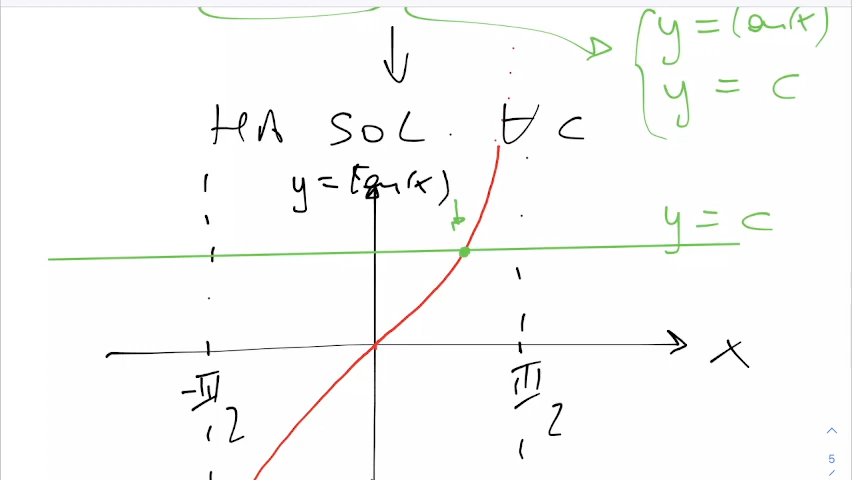 y = tan(x)
y = c
HA SOL. ∀ c
y = tan(x)
y = c
x
-π/2
π/2
5